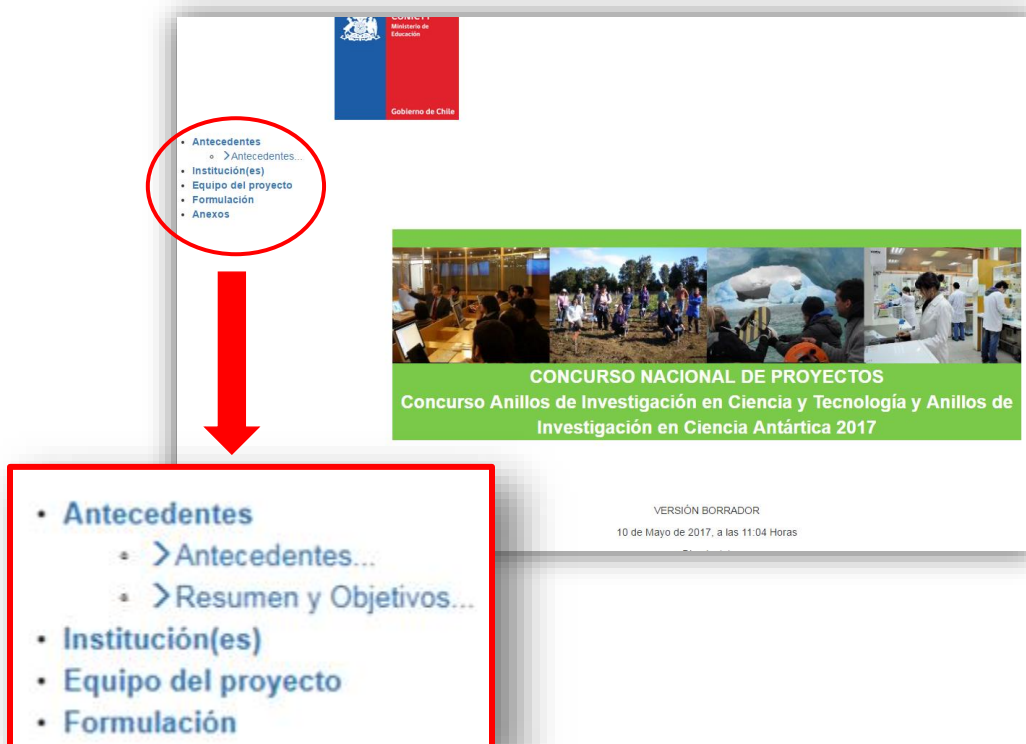 CONICYT
Ministerio de
Educación
Gobierno de Chile
• Antecedentes
◦ >Antecedentes...
• Institución(es)
• Equipo del proyecto
• Formulación
• Anexos
CONCURSO NACIONAL DE PROYECTOS
Concurso Anillos de Investigación en Ciencia y Tecnología y Anillos de
Investigación en Ciencia Antártica 2017
VERSIÓN BORRADOR
10 de Mayo de 2017, a las 11:04 Horas
• Antecedentes
◦ >Antecedentes...
◦ >Resumen y Objetivos...
• Institución(es)
• Equipo del proyecto
• Formulación